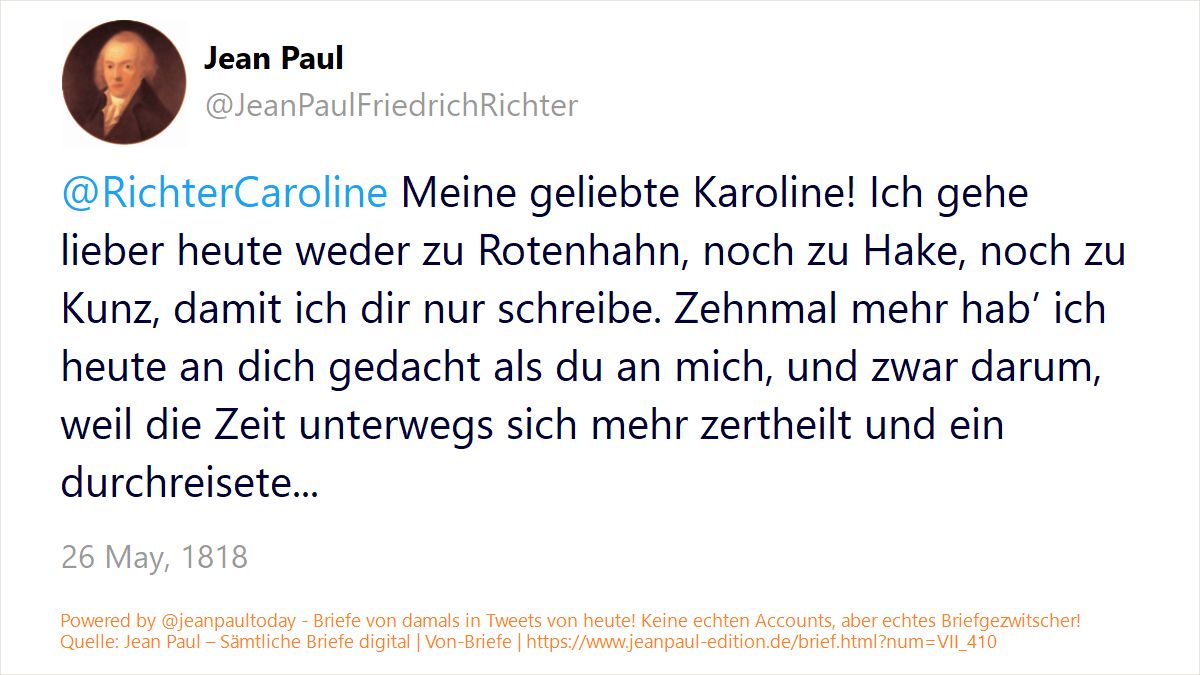 Jean Paul
@JeanPaulFriedrichRichter
@RichterCaroline Meine geliebte Karoline! Ich gehe
lieber heute weder zu Rotenhahn, noch zu Hake, noch zu
Kunz, damit ich dir nur schreibe. Zehnmal mehr hab’ ich
heute an dich gedacht als du an mich, und zwar darum,
weil die Zeit unterwegs sich mehr zertheilt und ein
durchreisete...
26 May, 1818
Powered by @jeanpaultoday - Briefe von damals in Tweets von heute! Keine echten Accounts, aber echtes Briefgezwitscher!
Quelle: Jean Paul – Sämtliche Briefe digital | Von-Briefe | https://www.jeanpaul-edition.de/brief.html?num=VII_410